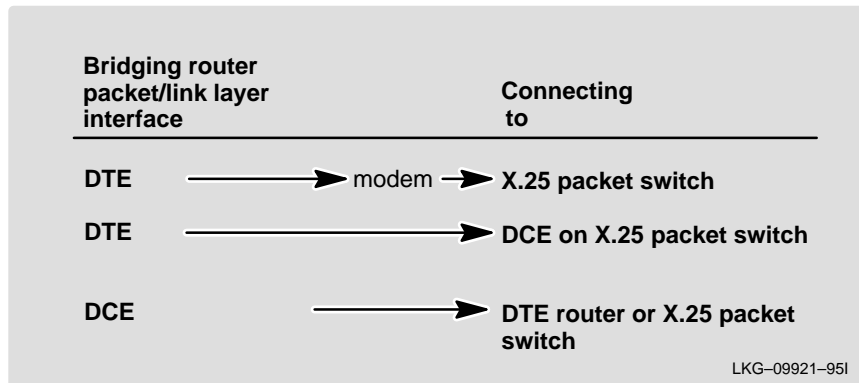 Bridging router
packet/link layer
interface
Connecting
to
DTE modem X.25 packet switch
DTE DCE on X.25 packet switch
DCE DTE router or X.25 packet
switch
LKG–09921–95I